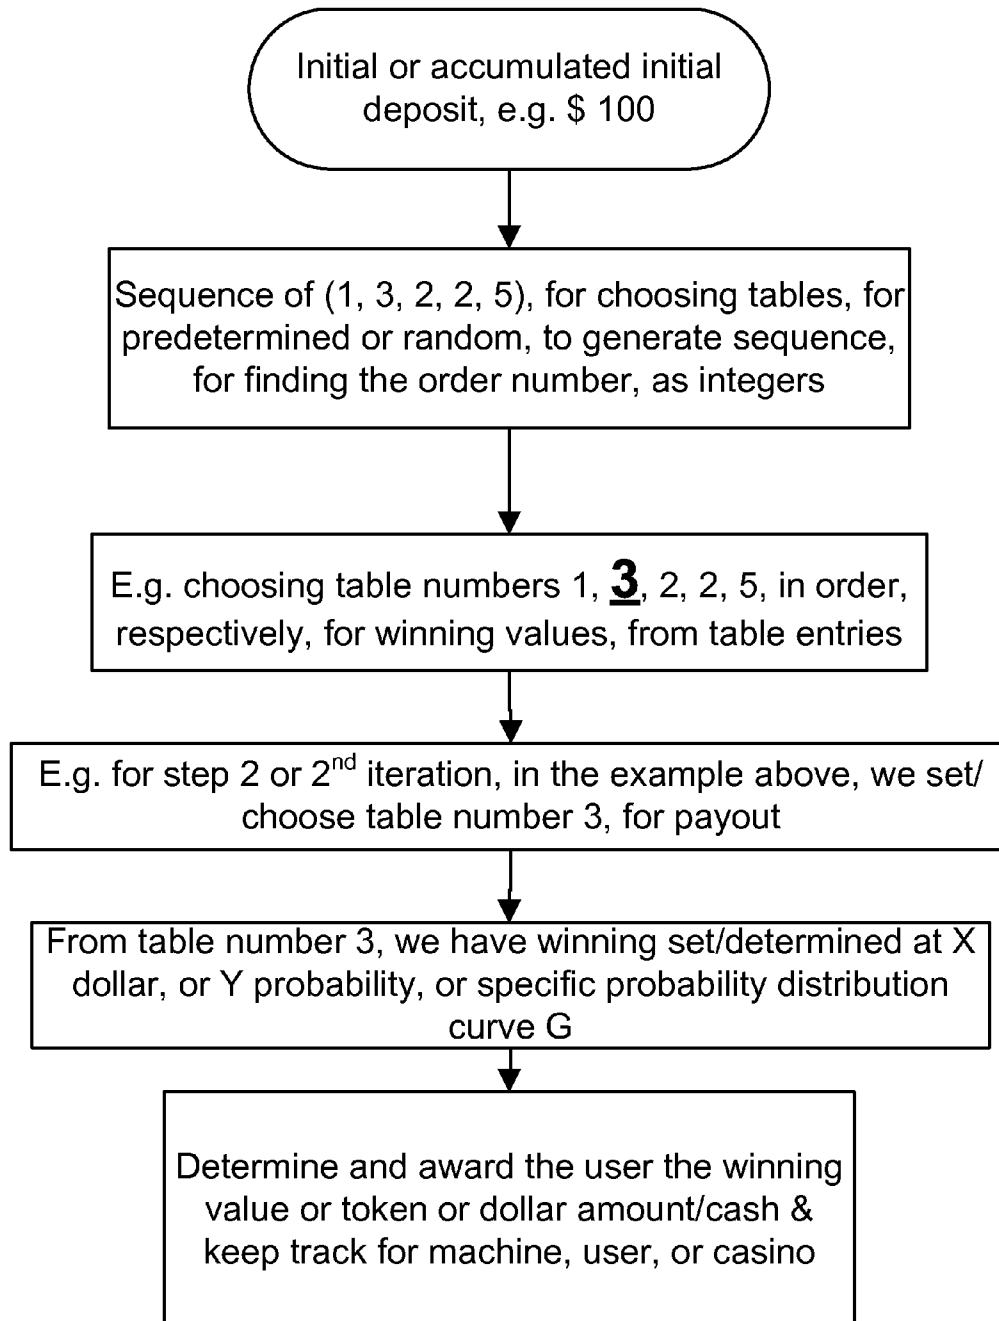 Initial or accumulated initial
deposit, e.g. $ 100
Sequence of (1, 3, 2, 2, 5), for choosing tables, for
predetermined or random, to generate sequence,
for finding the order number, as integers
E.g. choosing table numbers 1, 3, 2, 2, 5, in order,
respectively, for winning values, from table entries
E.g. for step 2 or 2nd iteration, in the example above, we set/
choose table number 3, for payout
From table number 3, we have winning set/determined at X
dollar, or Y probability, or specific probability distribution
curve G
Determine and award the user the winning
value or token or dollar amount/cash &
keep track for machine, user, or casino